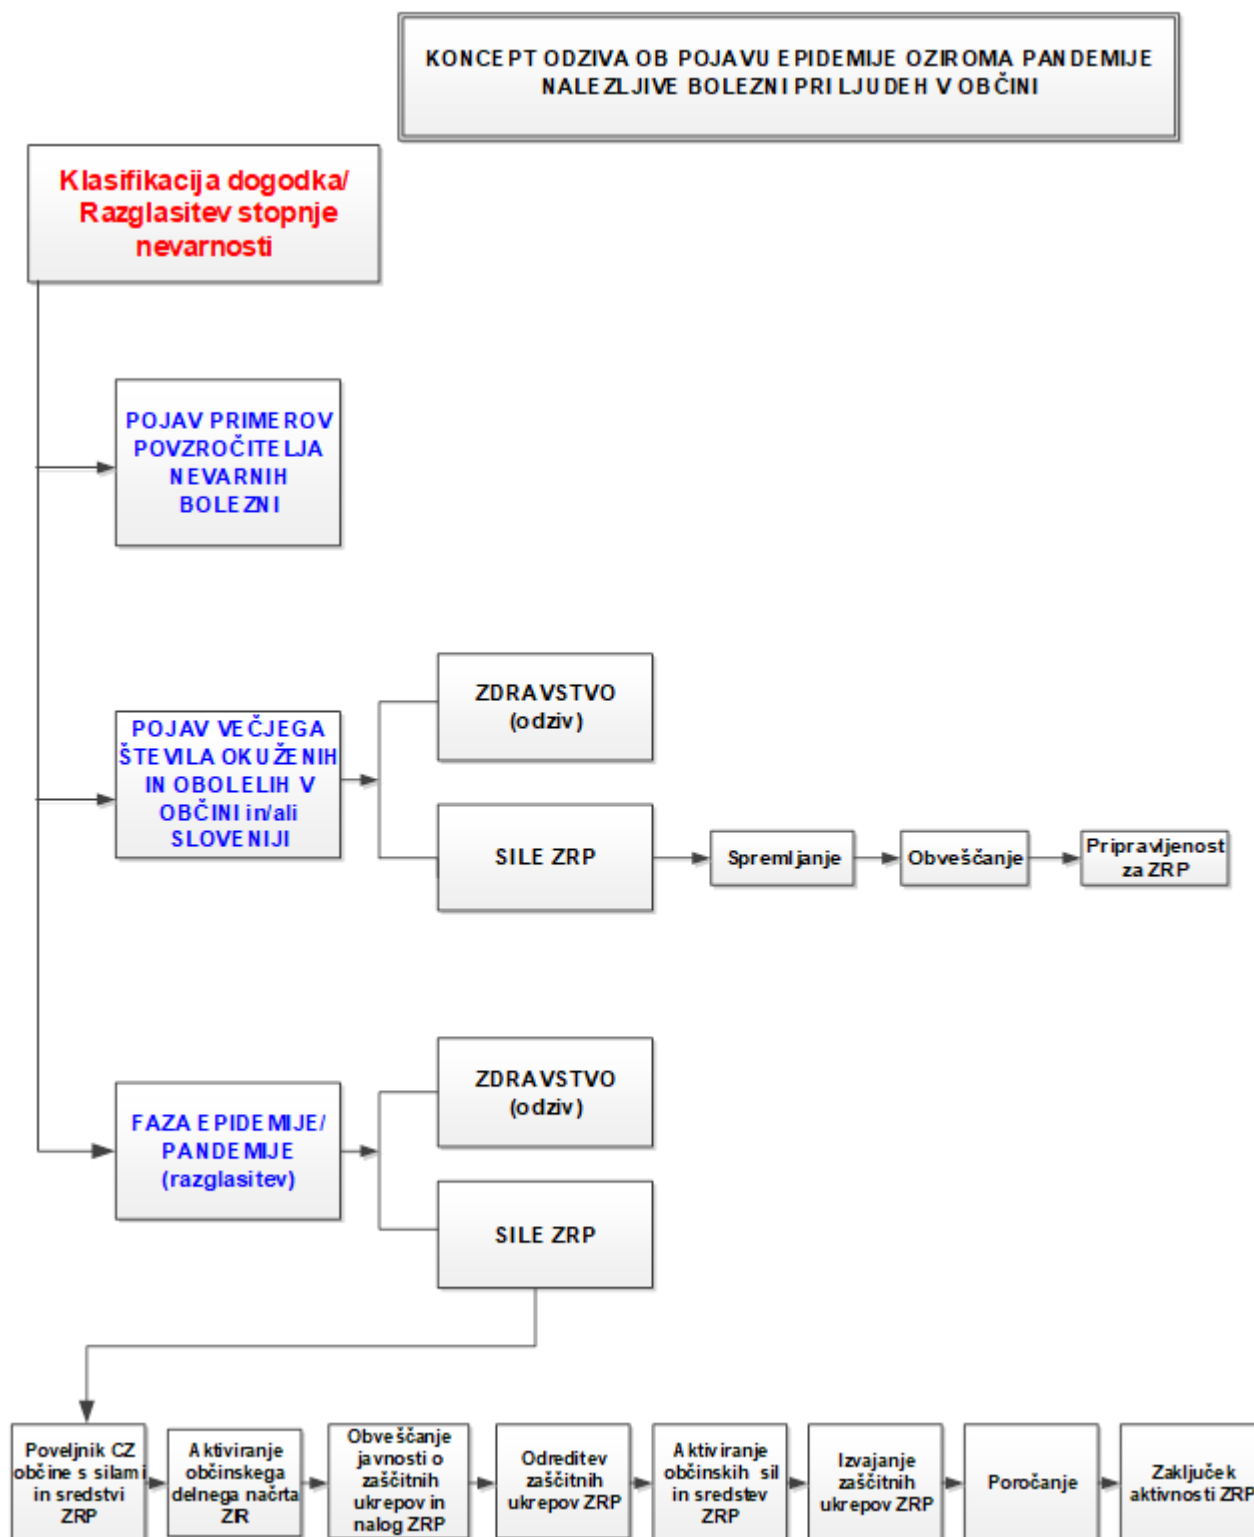 KONCEPT ODZIVA OB POJAVU EPIDEMIJE OZIROMA PANDEMIJE
NALEZLJIVE BOLEZNI PRI LJUDEH V OBČINI
Klasifikacija dogodka/
Razglasitev stopnje
nevarnosti
POJAV PRIMEROV
POVZROČITELJA
NEVARNIH
BOLEZNI
POJAV VEČJEGA
ŠTEVILA OKUŽENIH
IN OBOLELIH V
OBČINI in/ali
SLOVENIJI
ZDRAVSTVO
(odziv)
SILE ZRP
Spremljanje
Obveščanje
Pripravljenost
za ZRP
FAZA EPIDEMIJE/
PANDEMIJE
(razglasitev)
ZDRAVSTVO
(odziv)
SILE ZRP
Poveljnik CZ
občine s silami
in sredstvi
ZRP
Aktiviranje
občinskega
delnega načrta
ZIR
Obveščanje
javnosti o
zaščitnih
ukrepov in
nalog ZRP
Odreditev
zaščitnih
ukrepov ZRP
Aktiviranje
občinskih sil
in sredstev
ZRP
Izvajanje
zaščitnih
ukrepov ZRP
Poročanje
Zaključek
aktivnosti ZRP